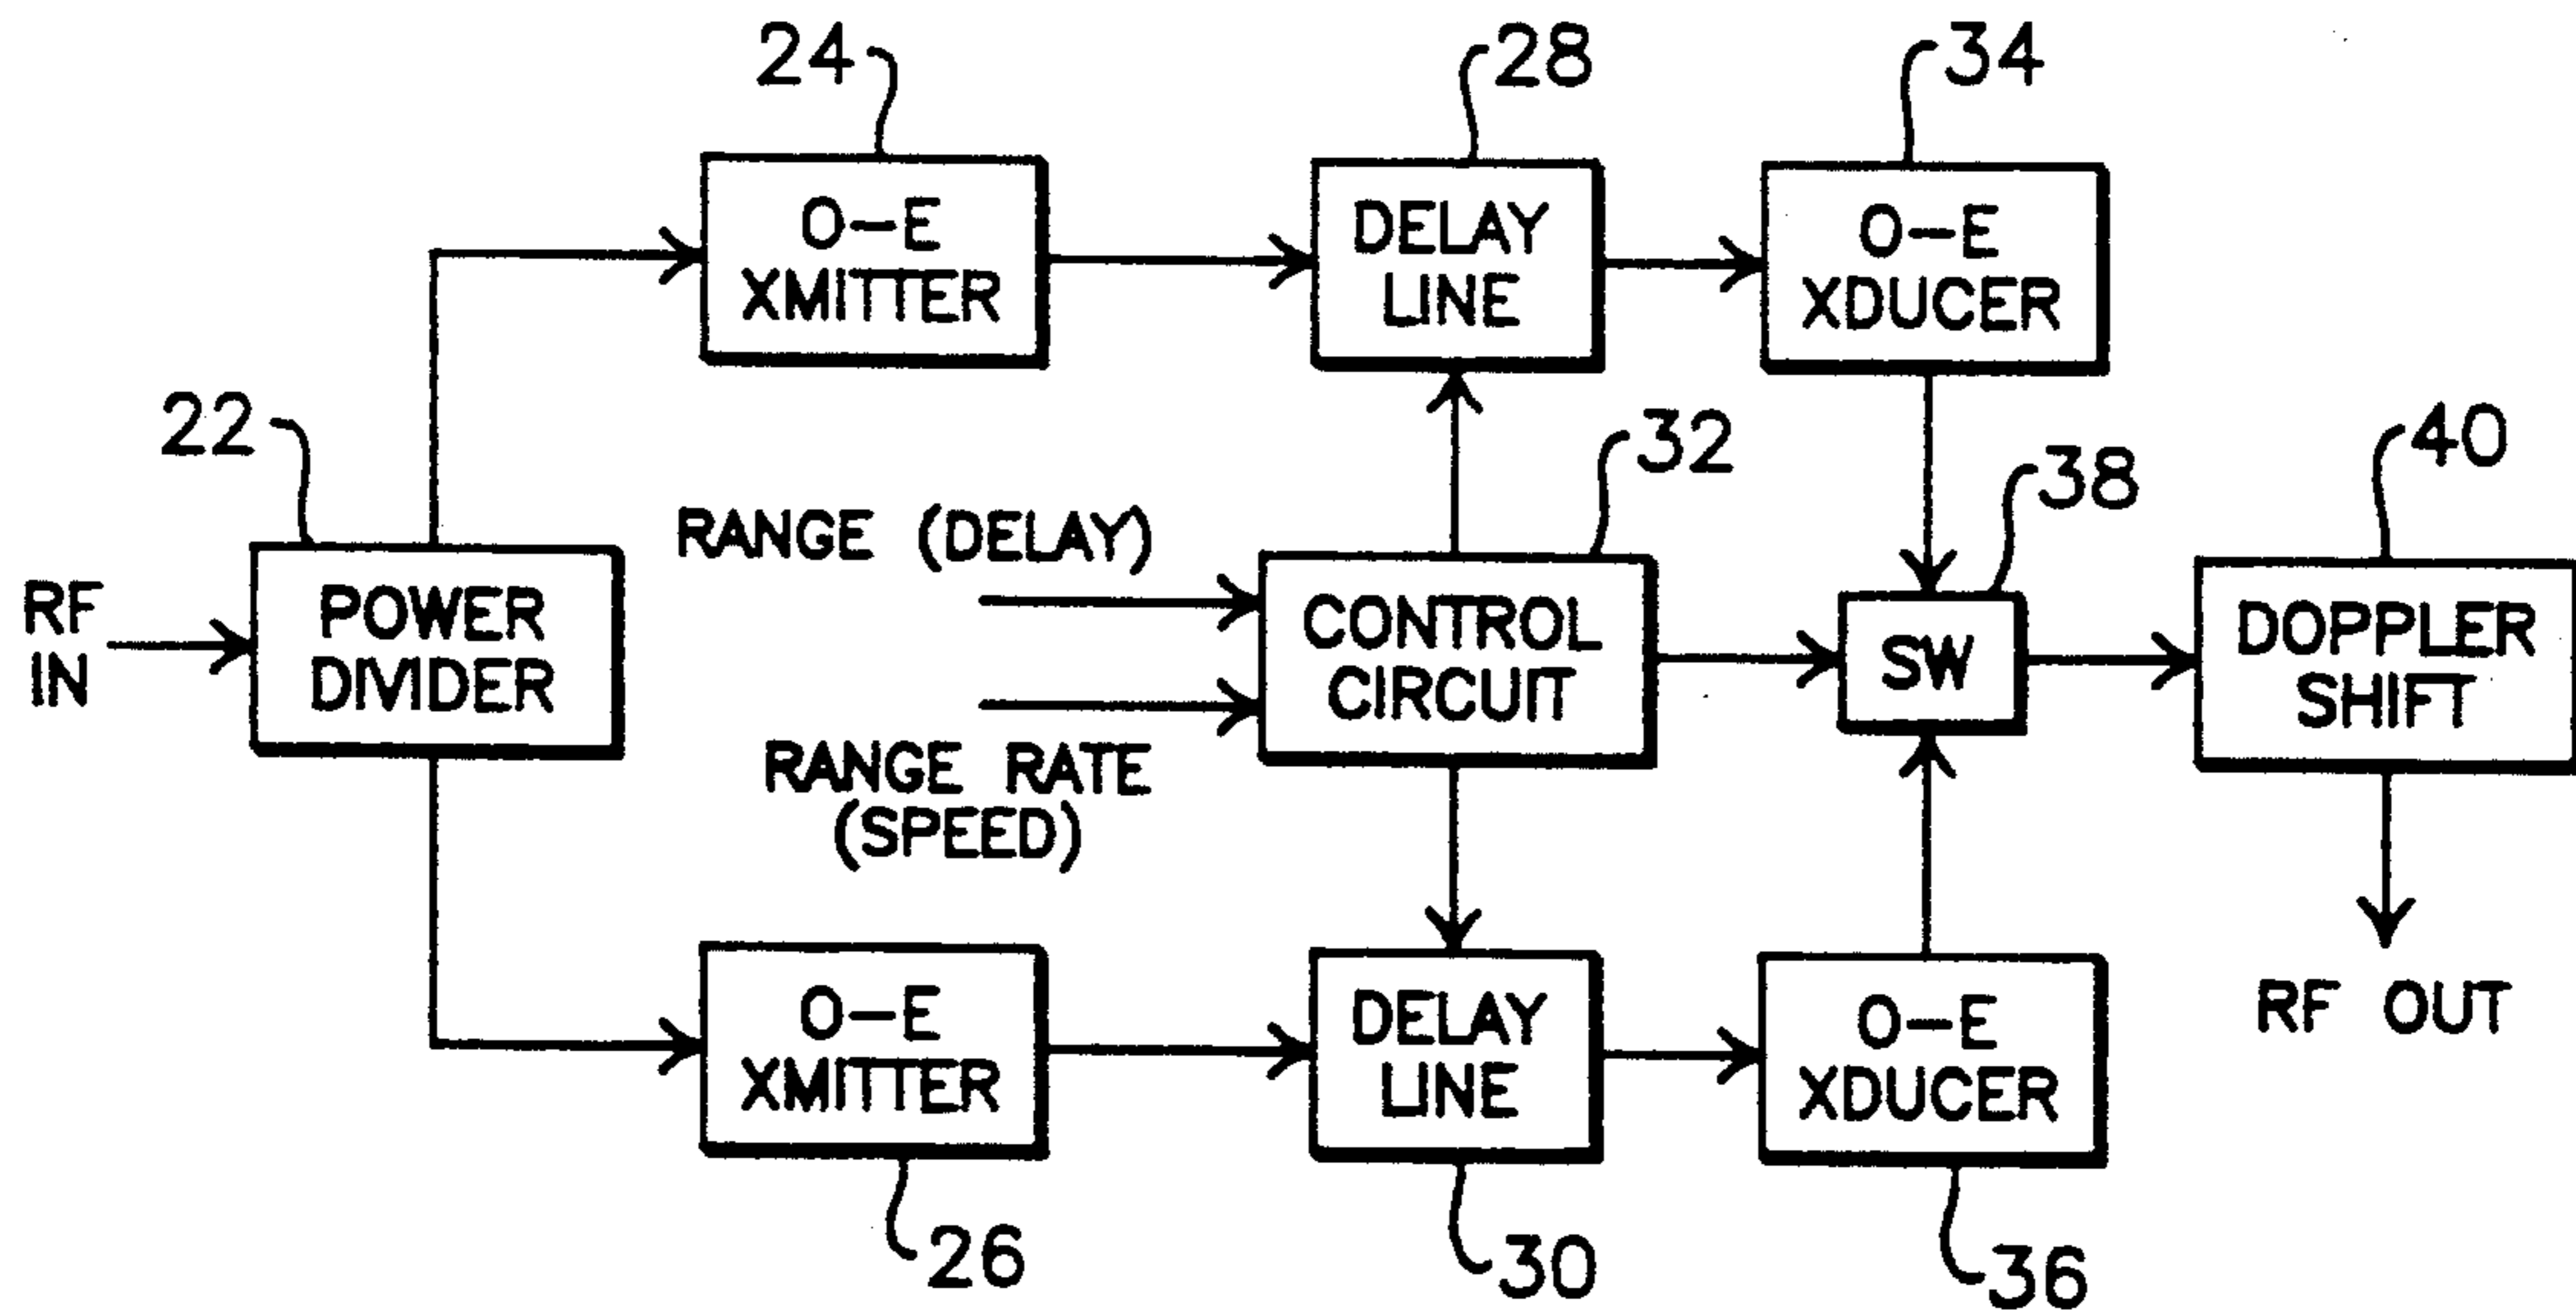 24
28
34
O-E
XMITTER
DELAY
LINE
O-E
XDUCER
22
32
38
40
RANGE (DELAY)
RF
IN
POWER
DIVIDER
CONTROL
CIRCUIT
SW
DOPPLER
SHIFT
RANGE RATE
(SPEED)
O-E
XMITTER
DELAY
LINE
O-E
XDUCER
RF OUT
26
30
36